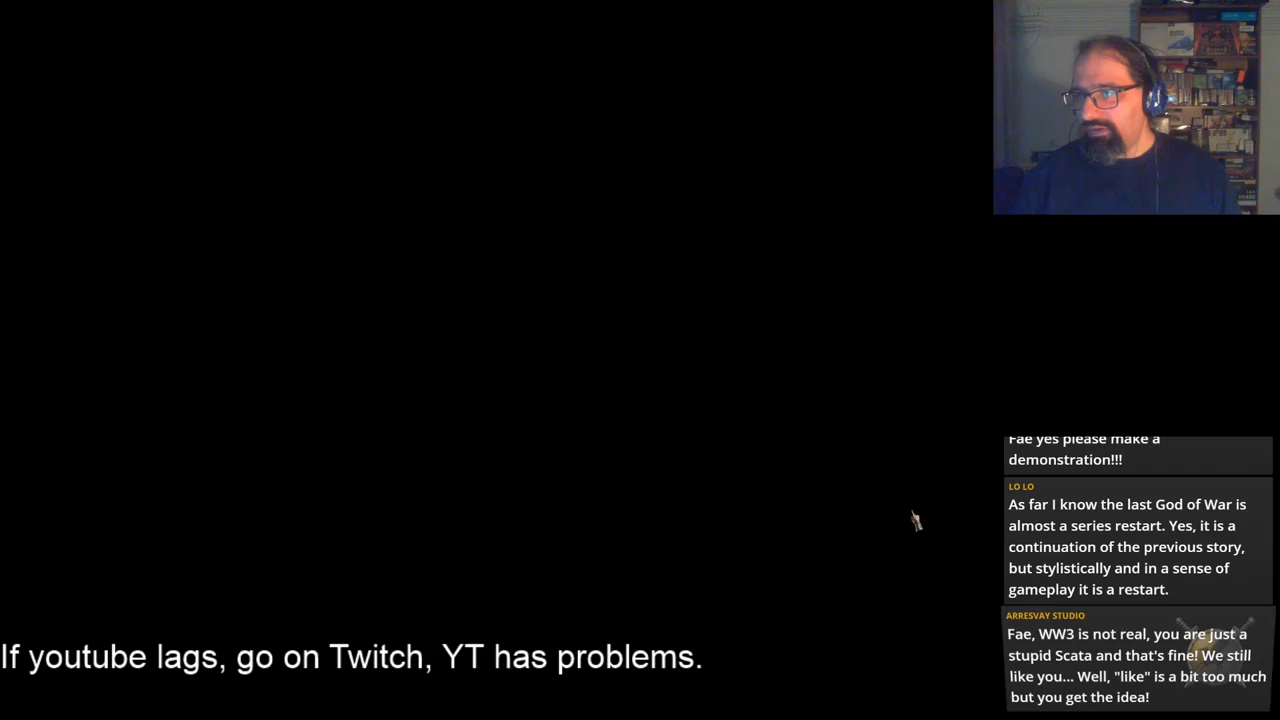 Fae yes please make a
demonstration!!!
LO LO
As far I know the last God of War is
almost a series restart. Yes, it is a
continuation of the previous story,
but stylistically and in a sense of
gameplay it is a restart.
ARRESVAY STUDIO
Fae, WW3 is not real, you are just a
stupid Scata and that's fine! We still
like you... Well, "like" is a bit too much
but you get the idea!
If youtube lags, go on Twitch, YT has problems.